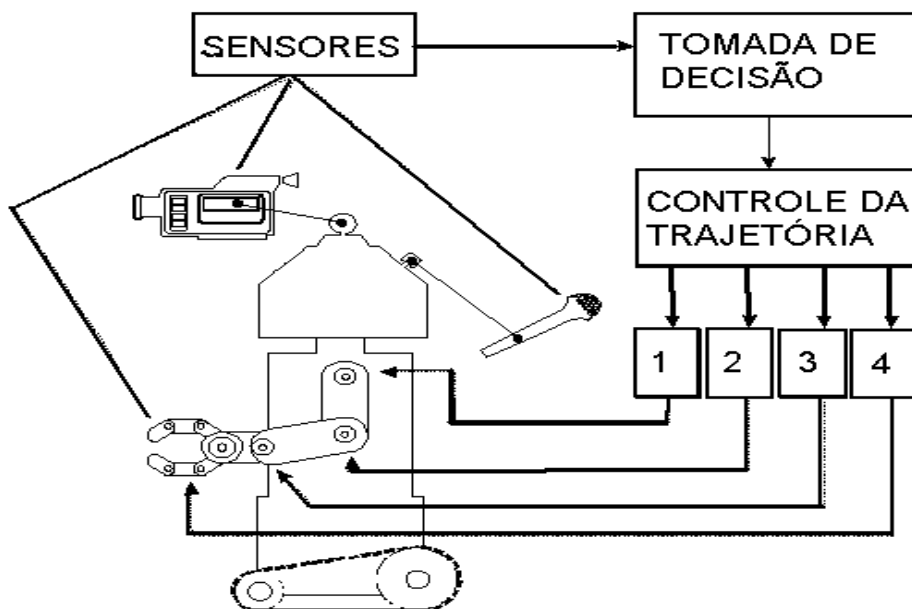 SENSORES
TOMADA DE
DECISÃO
CONTROLE DA
TRAJETÓRIA
1 2 3 4